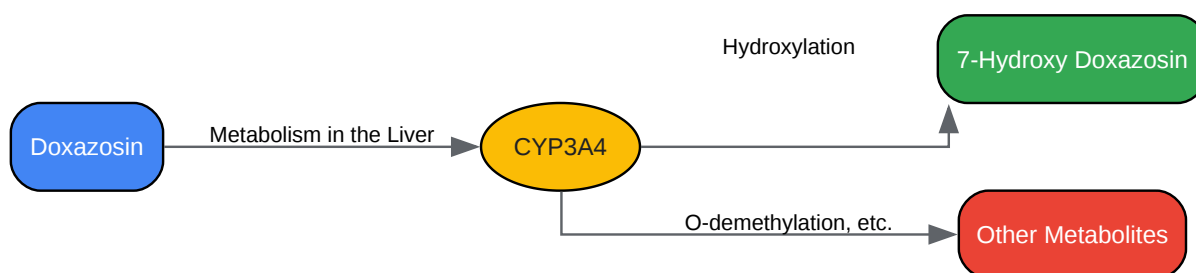 Hydroxylation
7-Hydroxy Doxazosin
Doxazosin
Metabolism in the Liver
CYP3A4
O-demethylation, etc.
Other Metabolites